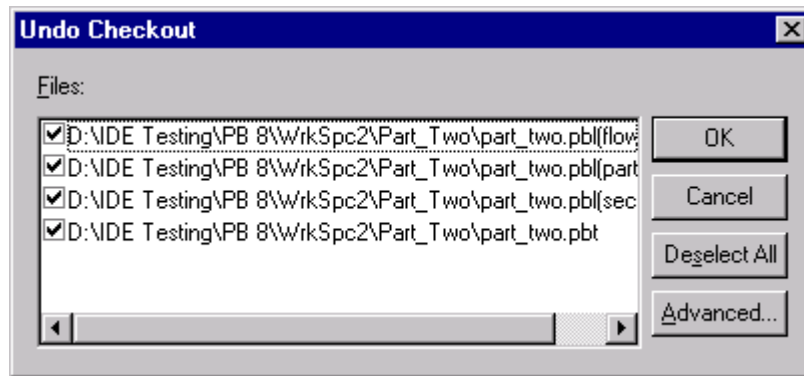 Undo Checkout
Files:
D:\IDE Testing\PB 8\WrkSpc2\Part_Two\part_two.pbl(flow
D:\IDE Testing\PB 8\WrkSpc2\Part_Two\part_two.pbl(part
D:\IDE Testing\PB 8\WrkSpc2\Part_Two\part_two.pbl(sec
D:\IDE Testing\PB 8\WrkSpc2\Part_Two\part_two.pbt
OK
Cancel
Deselect All
Advanced...